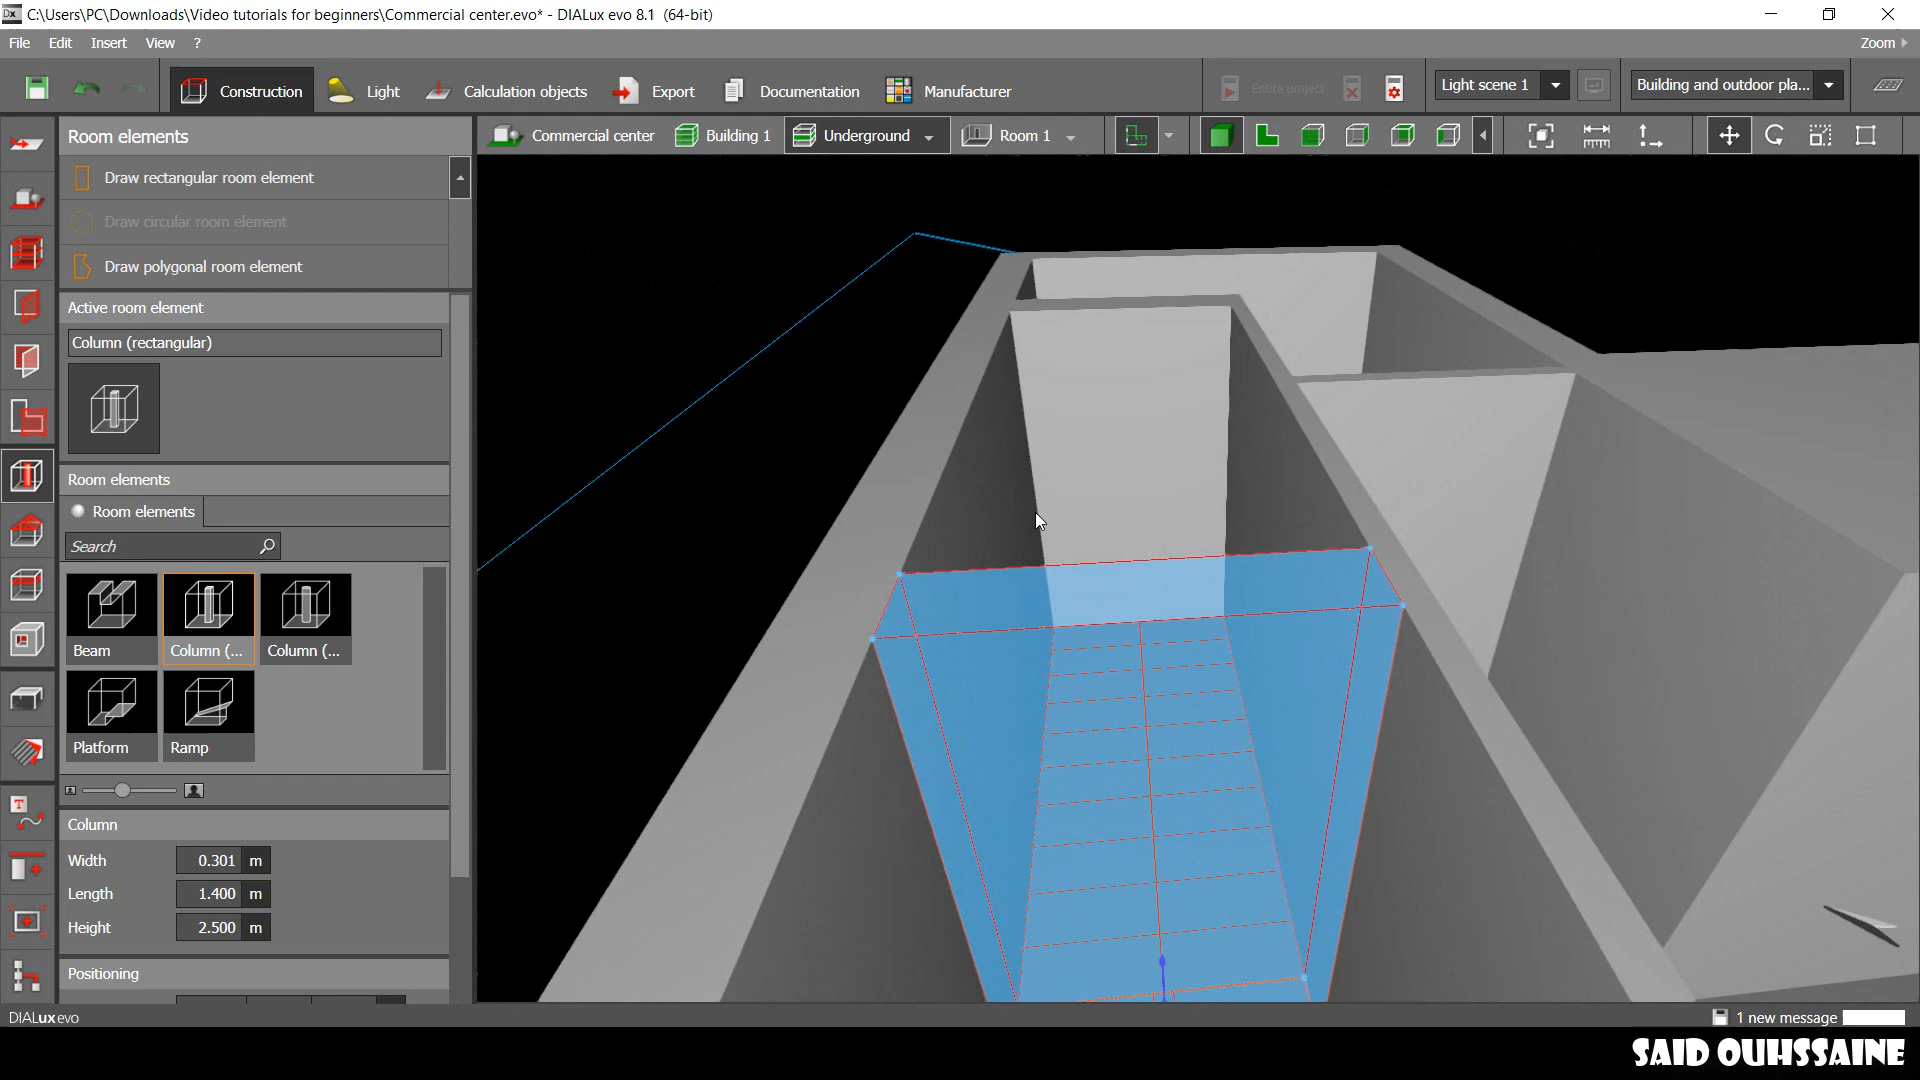 C:\Users\PC\Downloads\Video tutorials for beginners\Commercial center.evo* - DIALux evo 8.1 (64-bit)
File Edit Insert View ? Zoom
Construction Light Calculation objects Export Documentation Manufacturer Entire project Light scene 1 Building and outdoor pla...
Room elements Commercial center Building 1 Underground Room 1
Draw rectangular room element
Draw circular room element
Draw polygonal room element
Active room element
Column (rectangular)
Room elements
Room elements
Search
Beam Column (... Column (...
Platform Ramp
Column
Width 0.301 m
Length 1.400 m
Height 2.500 m
Positioning
DIALux evo 1 new message
SAID OUHSSAINE